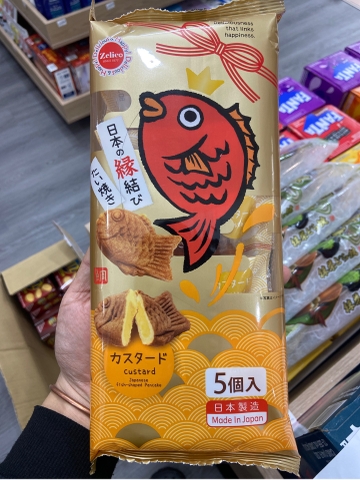 Zelico
Deliciousness
that links
happiness.
日本の縁結び
たい焼き
カスタード
custard
Japanese
Fish-shaped Pancake
5個入
日本製造
Made in Japan
FANTA
FANTA